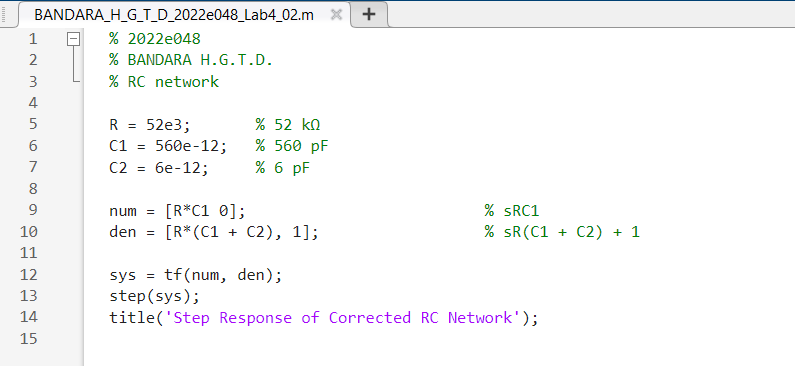 BANDARA_H_G_T_D_2022e048_Lab4_02.m × +
1 % 2022e048
2 % BANDARA H.G.T.D.
3 % RC network
4
5 R = 52e3; % 52 kΩ
6 C1 = 560e-12; % 560 pF
7 C2 = 6e-12; % 6 pF
8
9 num = [R*C1 0]; % sRC1
10 den = [R*(C1 + C2), 1]; % sR(C1 + C2) + 1
11
12 sys = tf(num, den);
13 step(sys);
14 title('Step Response of Corrected RC Network');
15